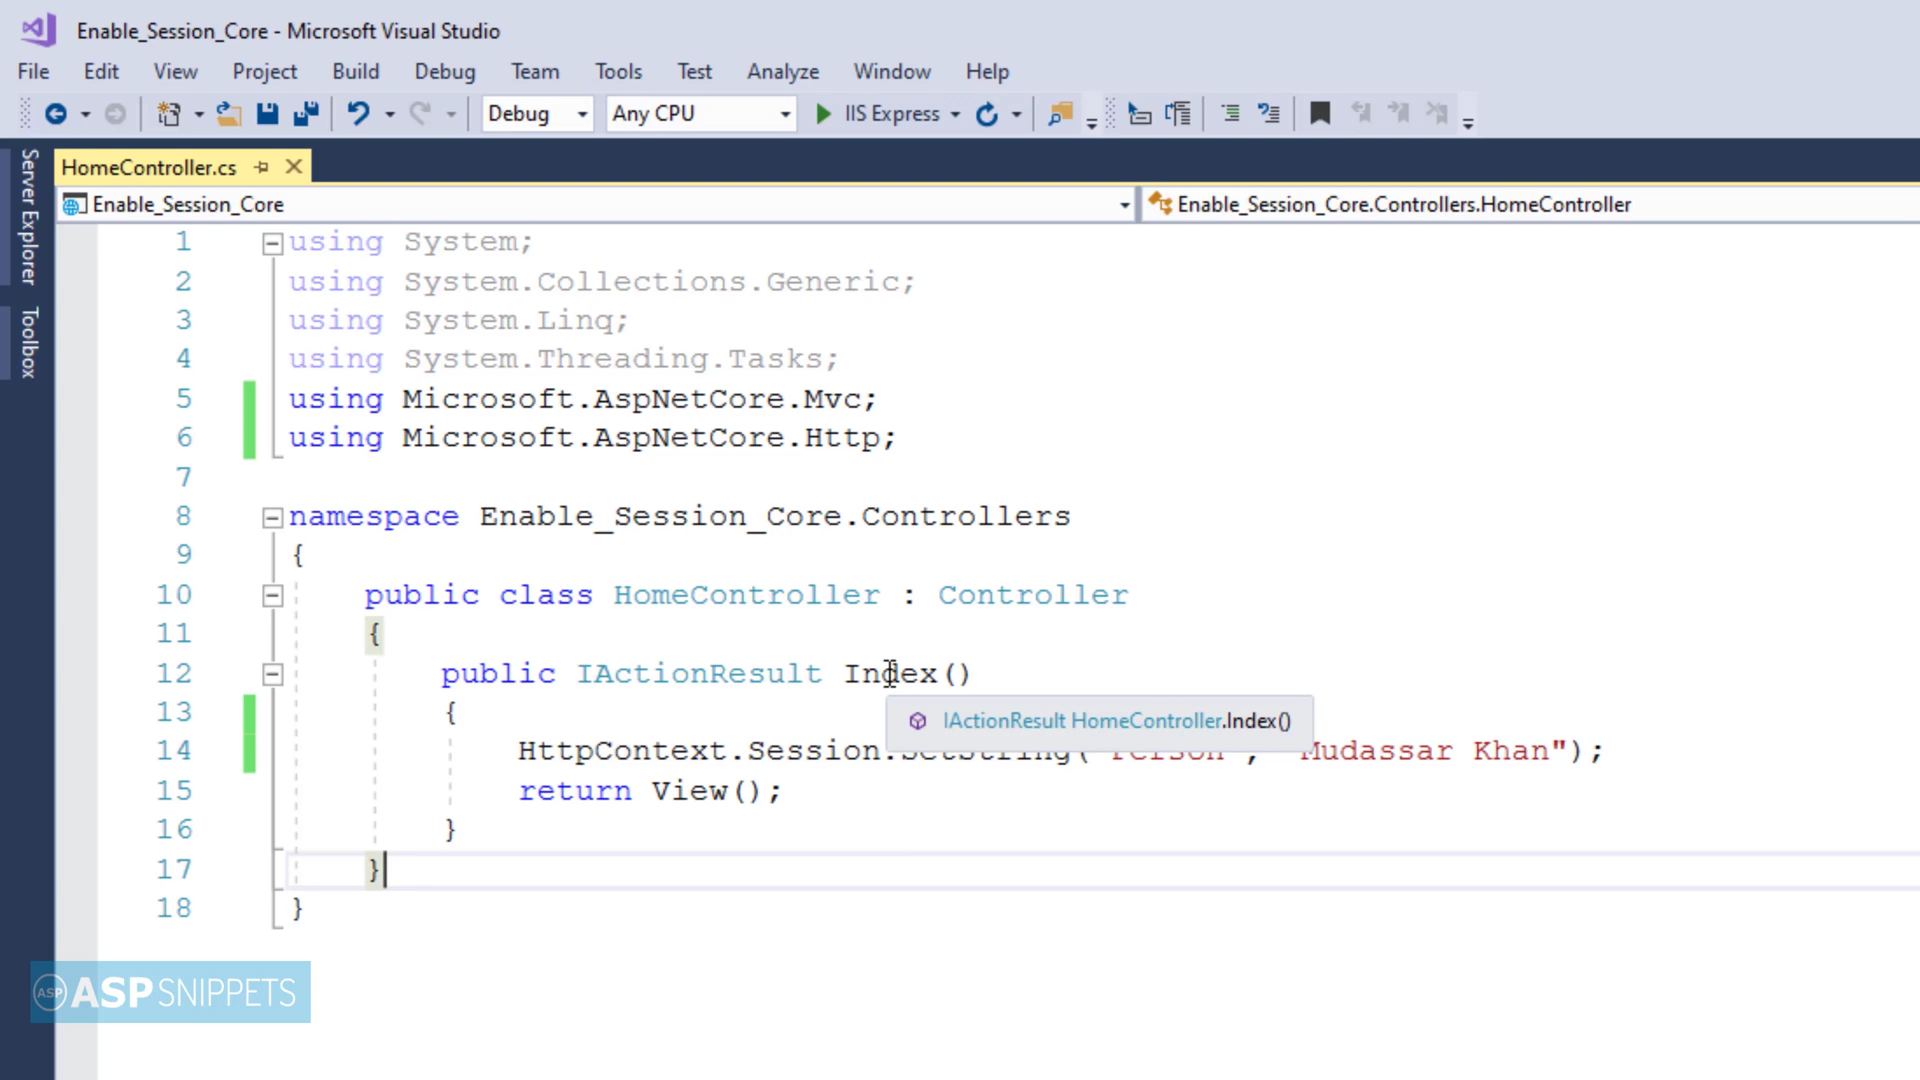 Enable_Session_Core - Microsoft Visual Studio
File Edit View Project Build Debug Team Tools Test Analyze Window Help
Debug Any CPU IIS Express
Server Explorer
Toolbox
HomeController.cs
Enable_Session_Core Enable_Session_Core.Controllers.HomeController
1 using System;
2 using System.Collections.Generic;
3 using System.Linq;
4 using System.Threading.Tasks;
5 using Microsoft.AspNetCore.Mvc;
6 using Microsoft.AspNetCore.Http;
7
8 namespace Enable_Session_Core.Controllers
9 {
10 public class HomeController : Controller
11 {
12 public IActionResult Index()
13 {
IActionResult HomeController.Index()
14 HttpContext.Session.SetString("Person", "Mudassar Khan");
15 return View();
16 }
17 }
18 }
ASP ASPSNIPPETS